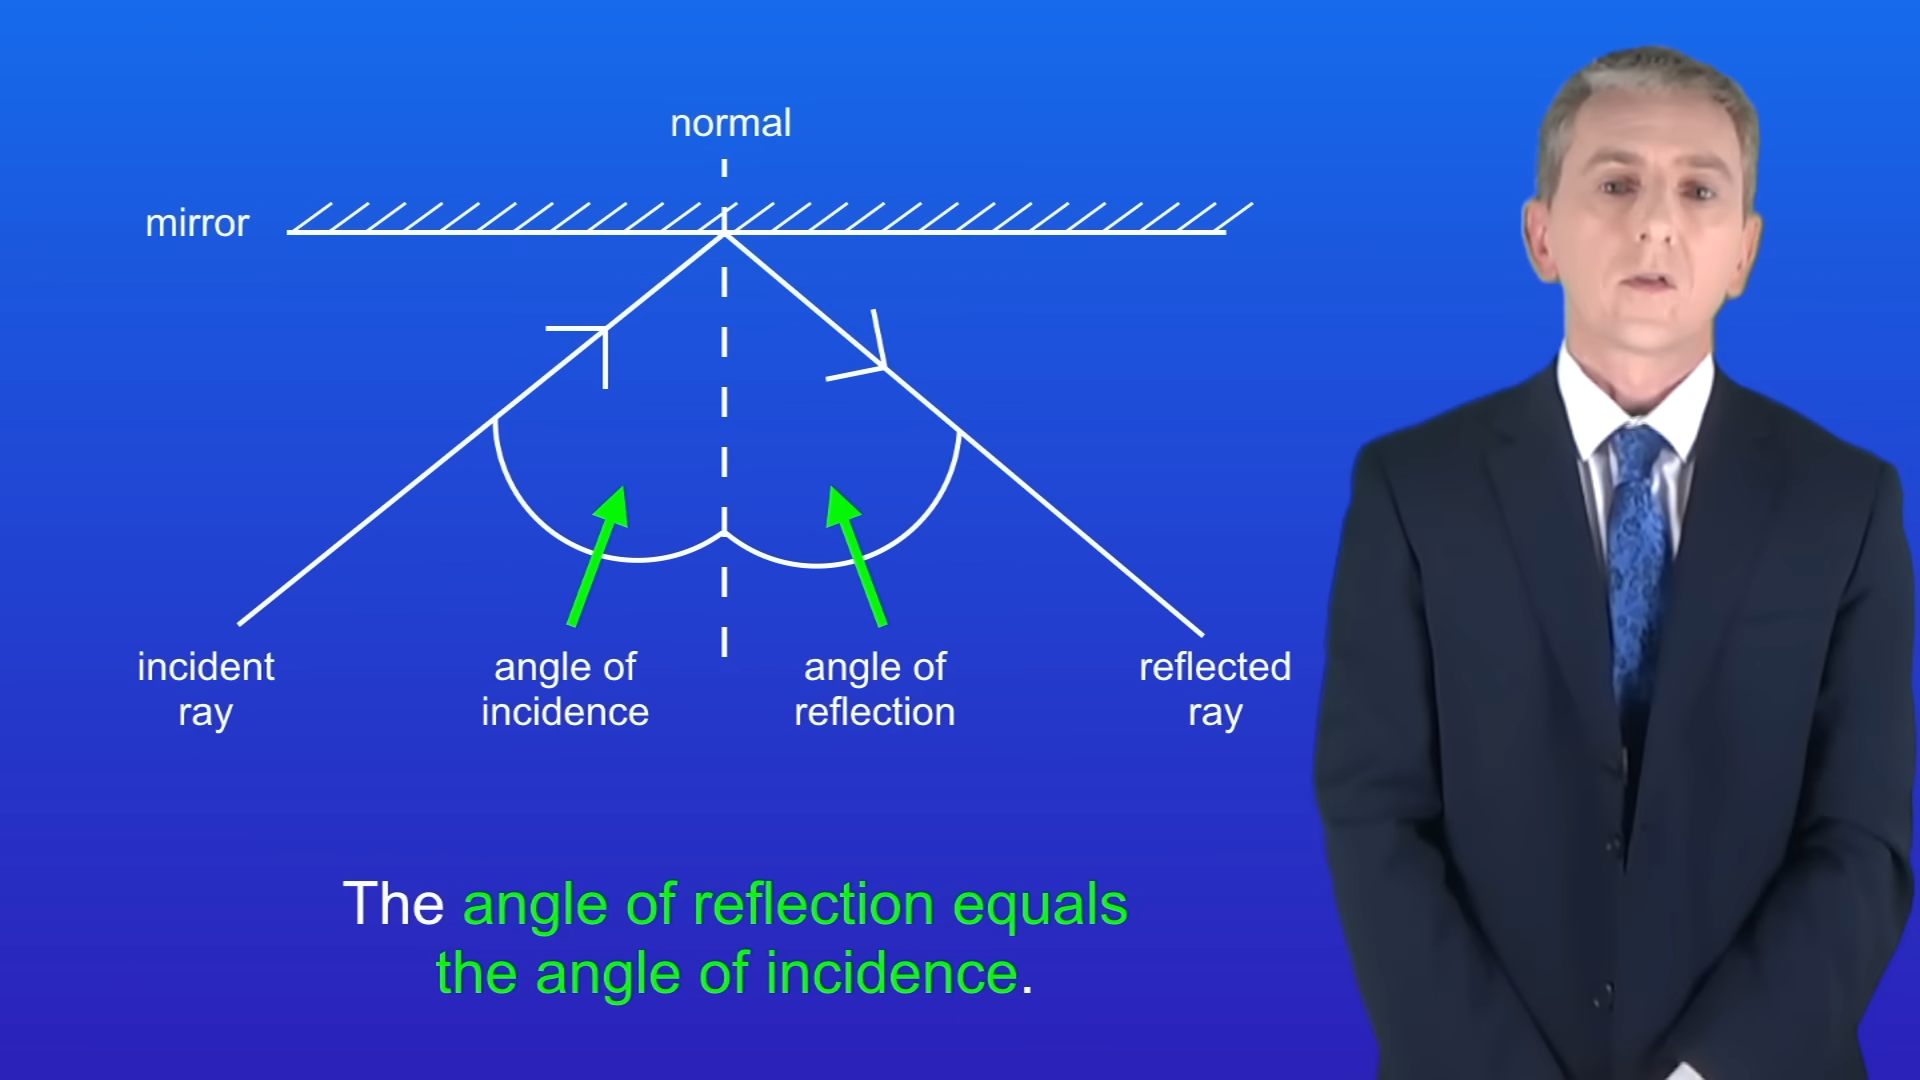 normal
mirror
incident
ray
angle of
incidence
angle of
reflection
reflected
ray
The angle of reflection equals
the angle of incidence.